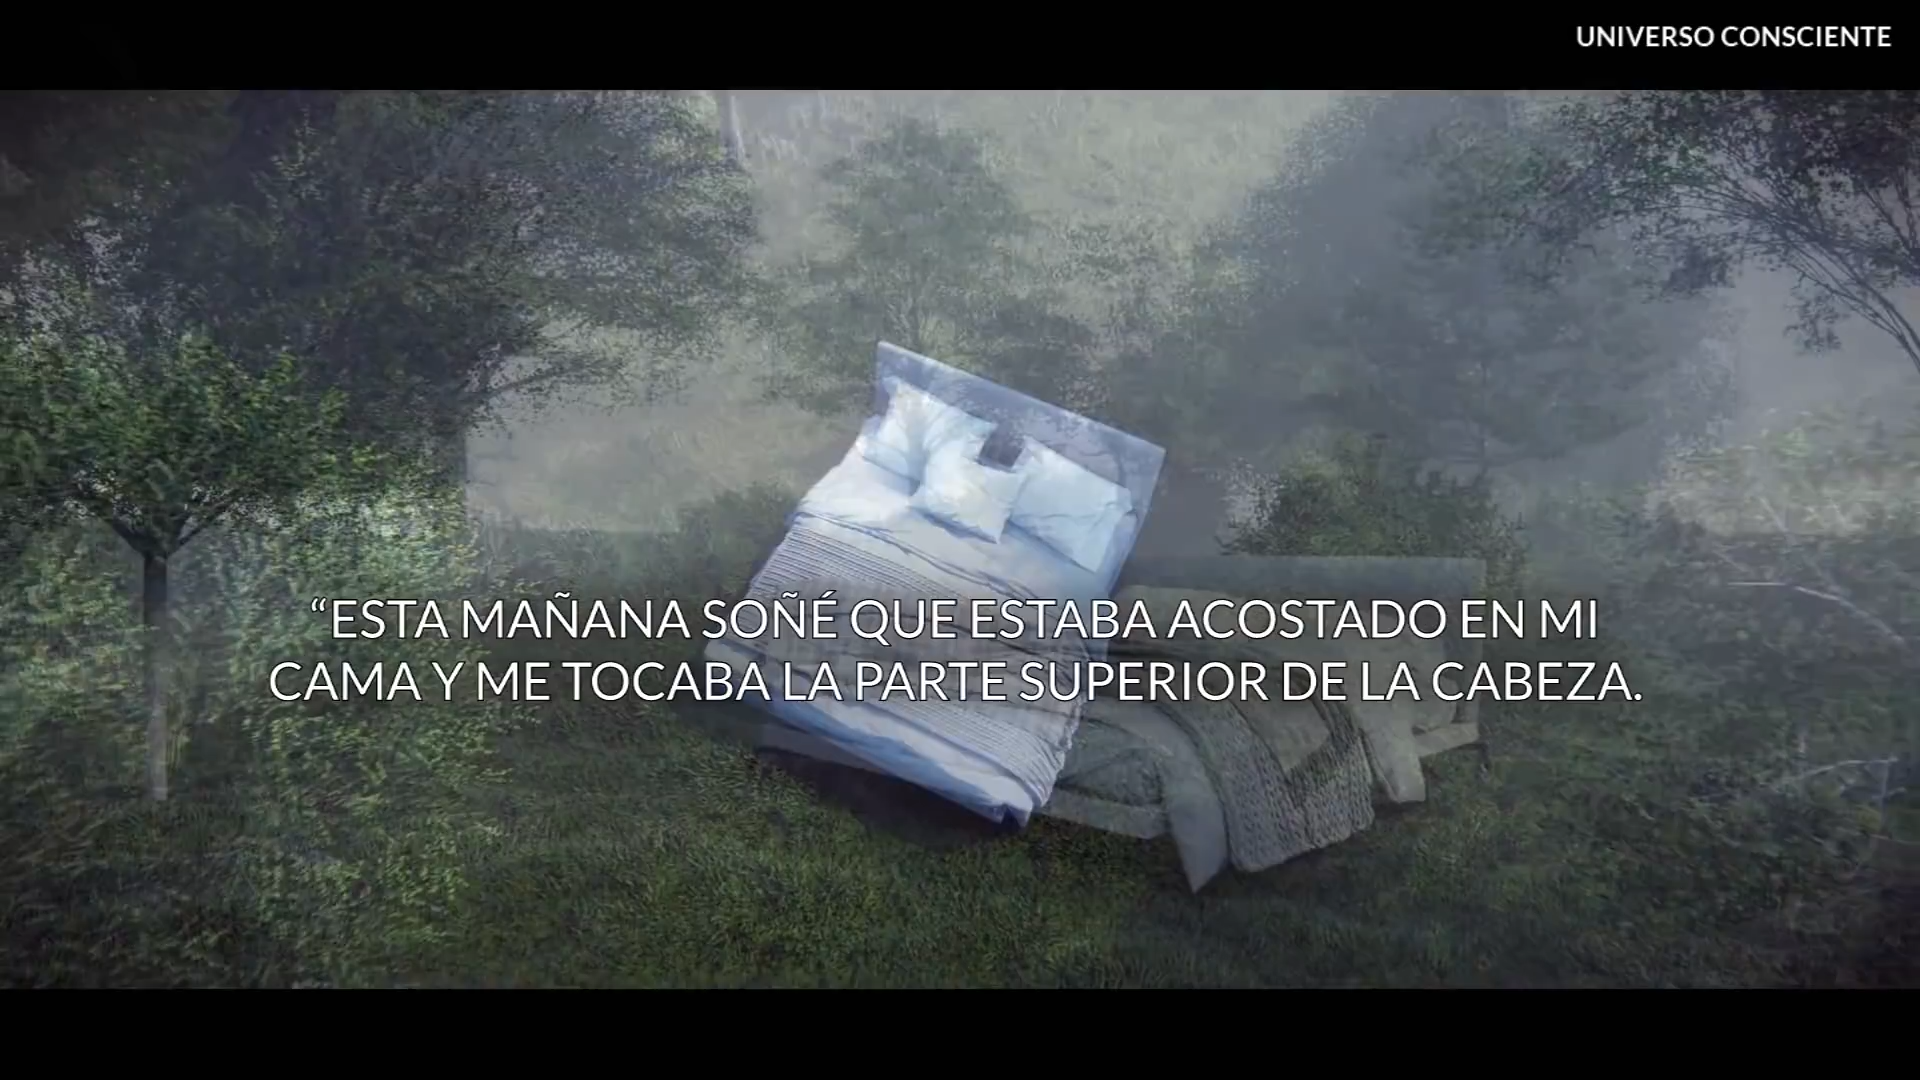 UNIVERSO CONSCIENTE
“ESTA MAÑANA SOÑÉ QUE ESTABA ACOSTADO EN MI
CAMA Y ME TOCABA LA PARTE SUPERIOR DE LA CABEZA.